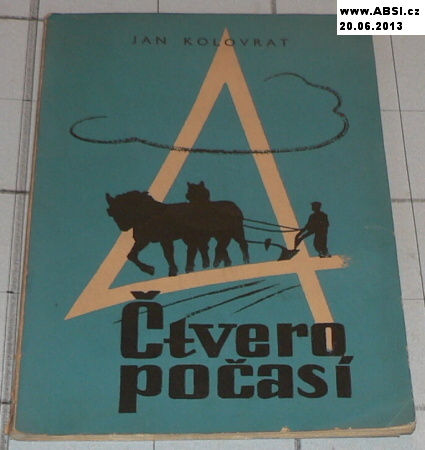 www.ABSI.cz
20.06.2013
JAN KOLOVRAT
Čtvero
počasí